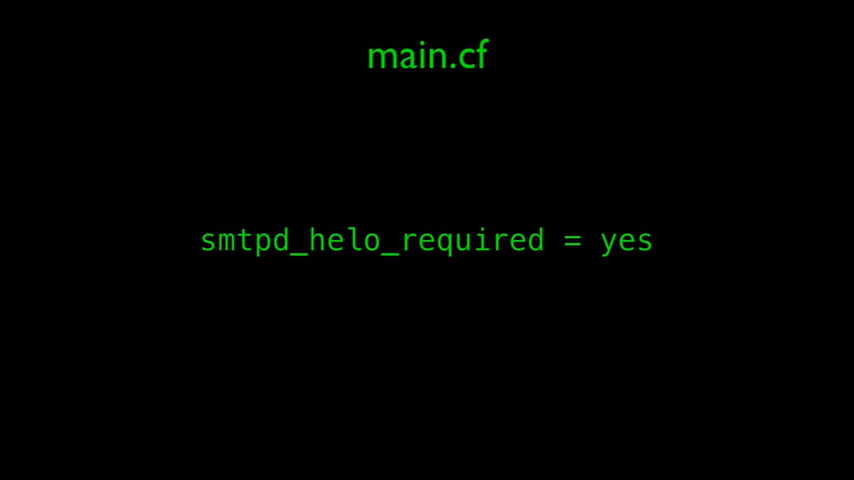 main.cf
smtpd_helo_required = yes